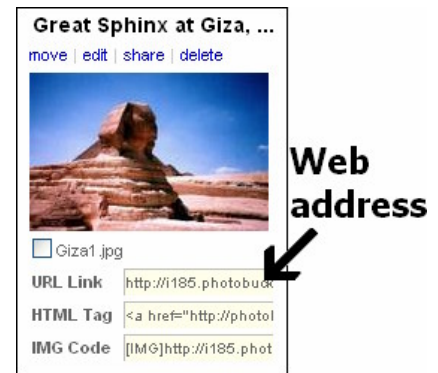 Great Sphinx at Giza, ...
move | edit | share | delete
Web
address
Giza1.jpg
URL Link http://i185.photobuck
HTML Tag <a href="http://photol
IMG Code [IMG]http://i185.phot